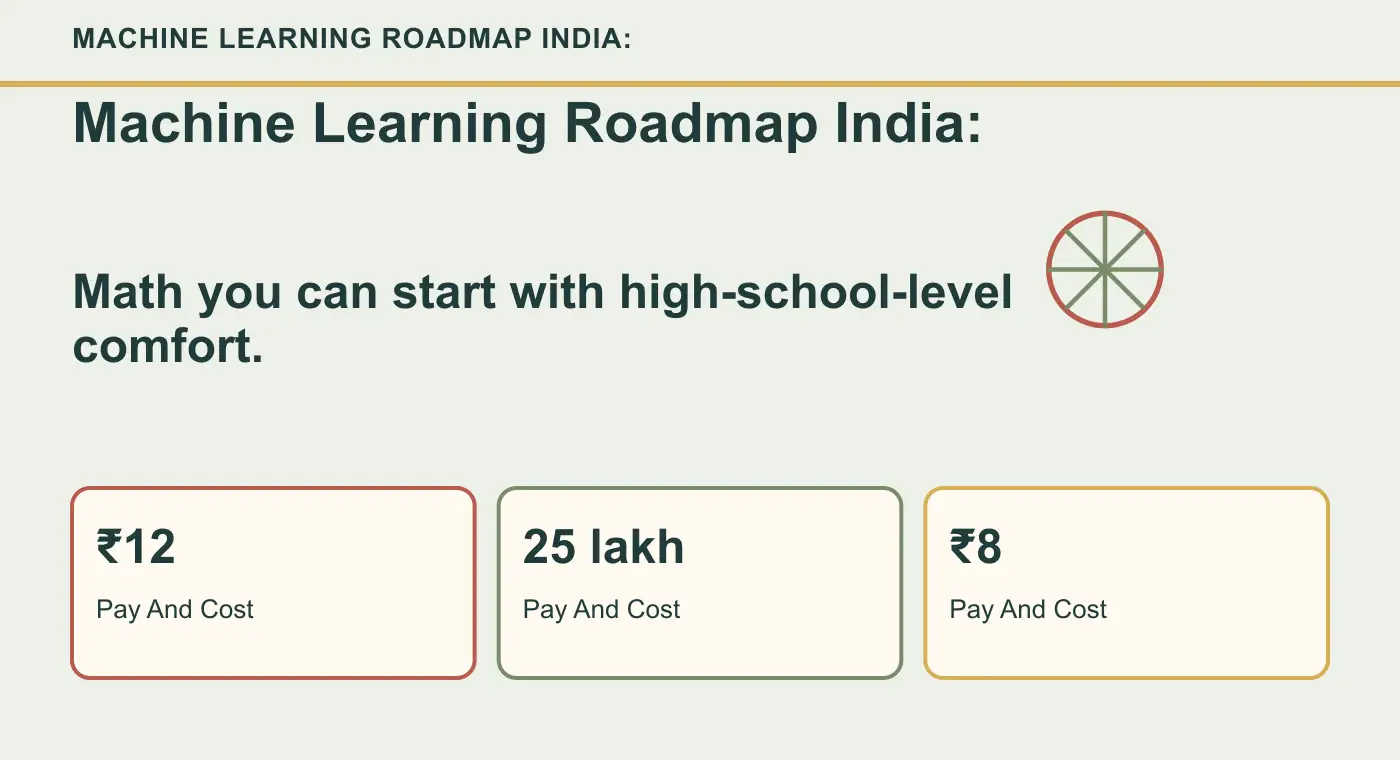 MACHINE LEARNING ROADMAP INDIA:
Machine Learning Roadmap India:
Math you can start with high-school-level
comfort.
₹12
Pay And Cost
25 lakh
Pay And Cost
₹8
Pay And Cost